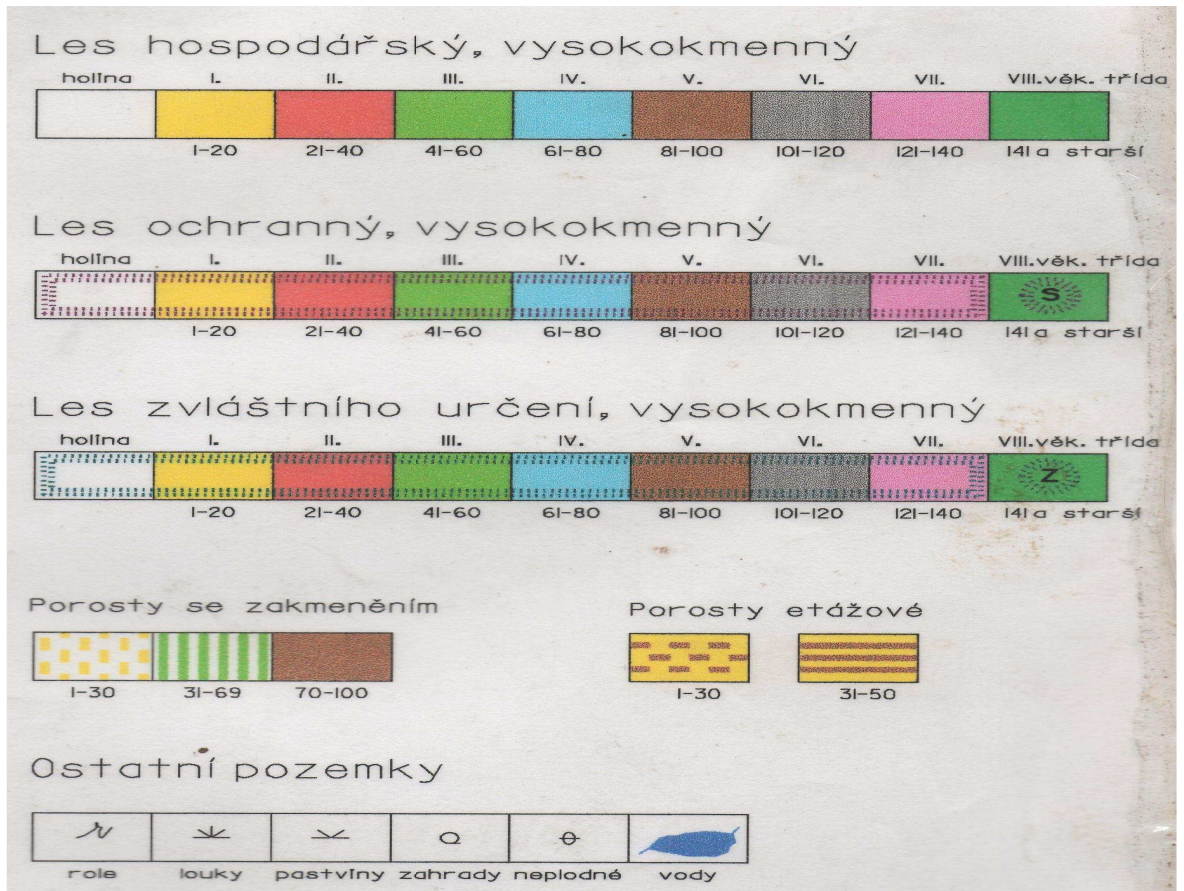 Les hospodářský, vysokokmenný
holina I. II. III. IV. V. VI. VII. VIII.věk. třída
1-20 21-40 41-60 61-80 81-100 101-120 121-140 141 a starší
Les ochranný, vysokokmenný
holina I. II. III. IV. V. VI. VII. VIII.věk. třída
S
1-20 21-40 41-60 61-80 81-100 101-120 121-140 141 a starší
Les zvláštního určení, vysokokmenný
holina I. II. III. IV. V. VI. VII. VIII.věk. třída
Z
1-20 21-40 41-60 61-80 81-100 101-120 121-140 141 a starší
Porosty se zakmeněním
1-30 31-69 70-100
Porosty etážové
1-30 31-50
Ostatní pozemky
role louky pastviny zahrady neplodné vody